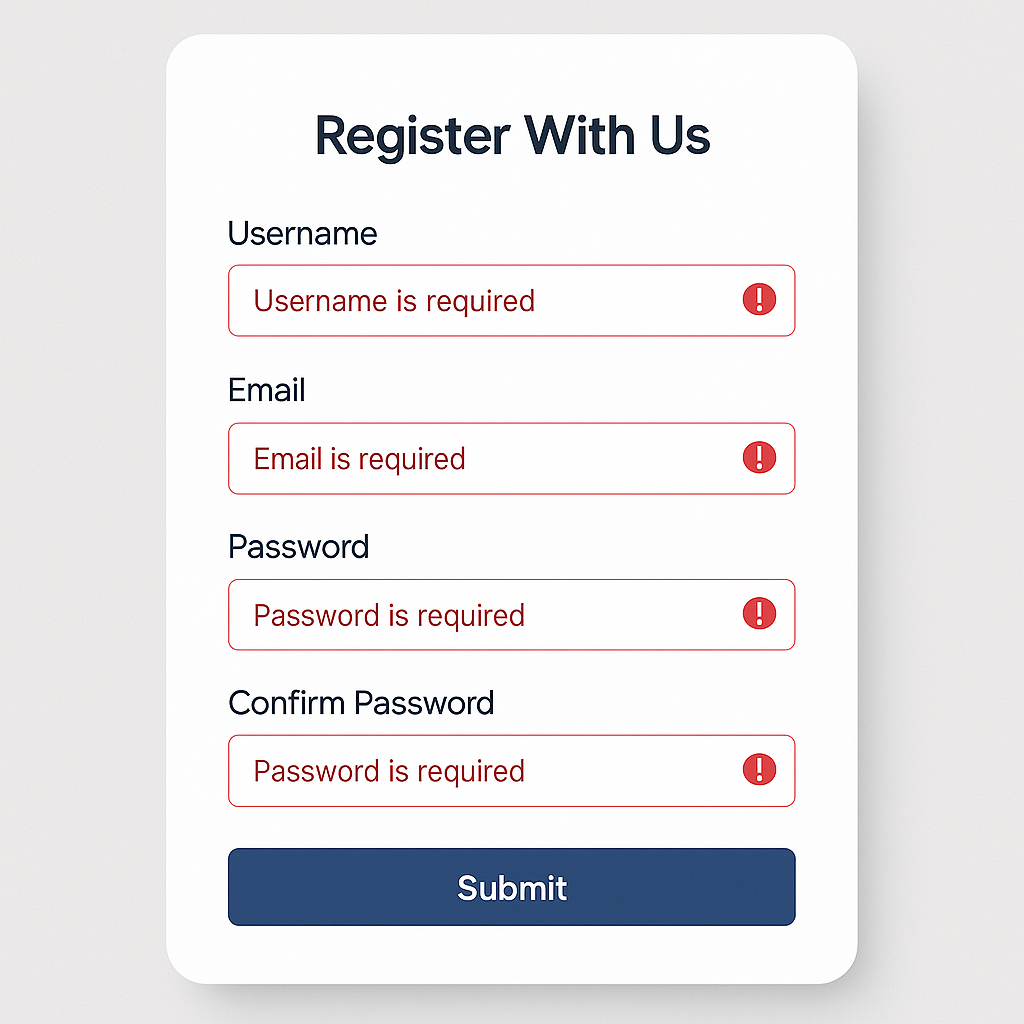 Register With Us
Username
Username is required
Email
Email is required
Password
Password is required
Confirm Password
Password is required
Submit